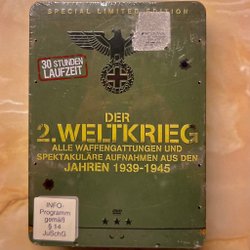 SPECIAL LIMITED EDITION
30 STUNDEN
LAUFZEIT
DER
2.WELTKRIEG
ALLE WAFFENGATTUNGEN UND
SPEKTAKULÄRE AUFNAHMEN AUS DEN
JAHREN 1939-1945
INFO-
Programm
gemäß
§ 14
JuSchG